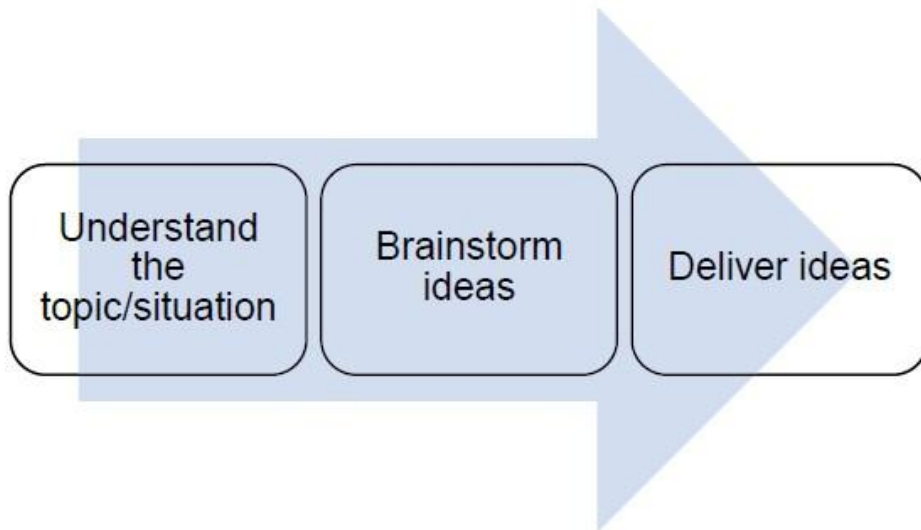 Understand
the
topic/situation
Brainstorm
ideas
Deliver ideas